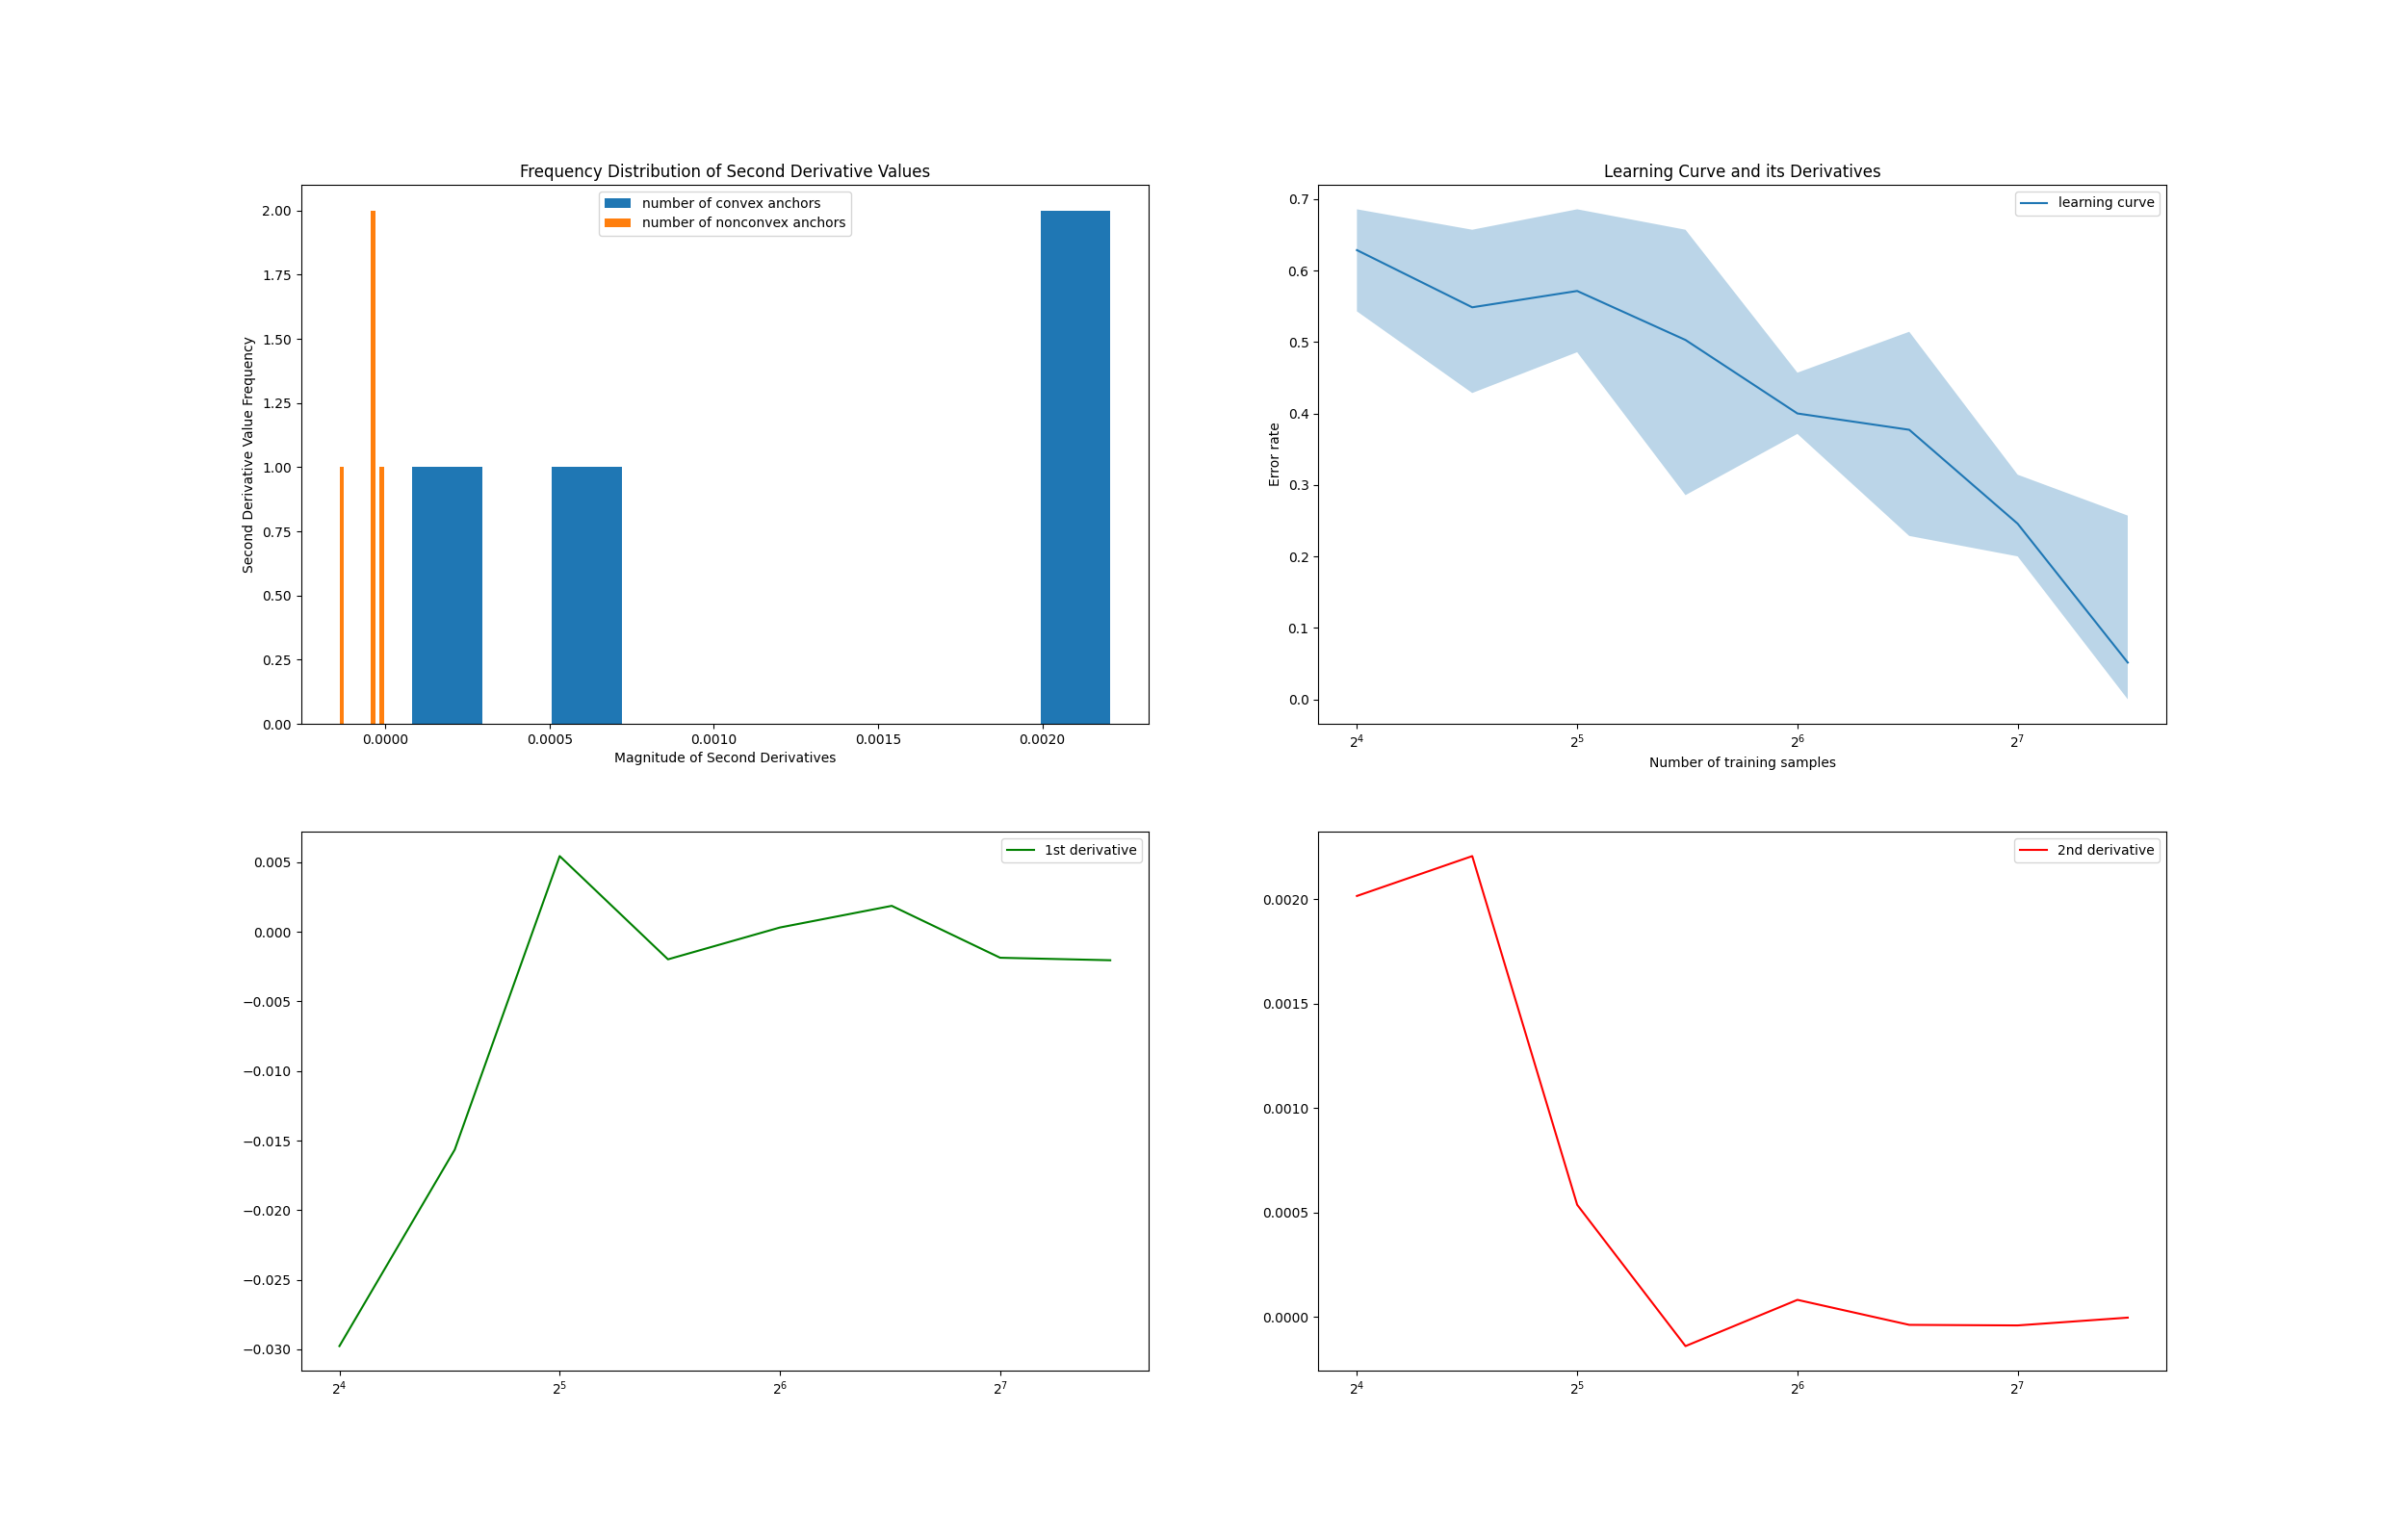 Frequency Distribution of Second Derivative Values
number of convex anchors
number of nonconvex anchors
2.00
1.75
1.50
1.25
1.00
0.75
0.50
0.25
0.00
Second Derivative Value Frequency
0.0000 0.0005 0.0010 0.0015 0.0020
Magnitude of Second Derivatives
Learning Curve and its Derivatives
learning curve
0.7
0.6
0.5
0.4
0.3
0.2
0.1
0.0
Error rate
2⁴ 2⁵ 2⁶ 2⁷
Number of training samples
1st derivative
0.005
0.000
−0.005
−0.010
−0.015
−0.020
−0.025
−0.030
2⁴ 2⁵ 2⁶ 2⁷
2nd derivative
0.0020
0.0015
0.0010
0.0005
0.0000
2⁴ 2⁵ 2⁶ 2⁷